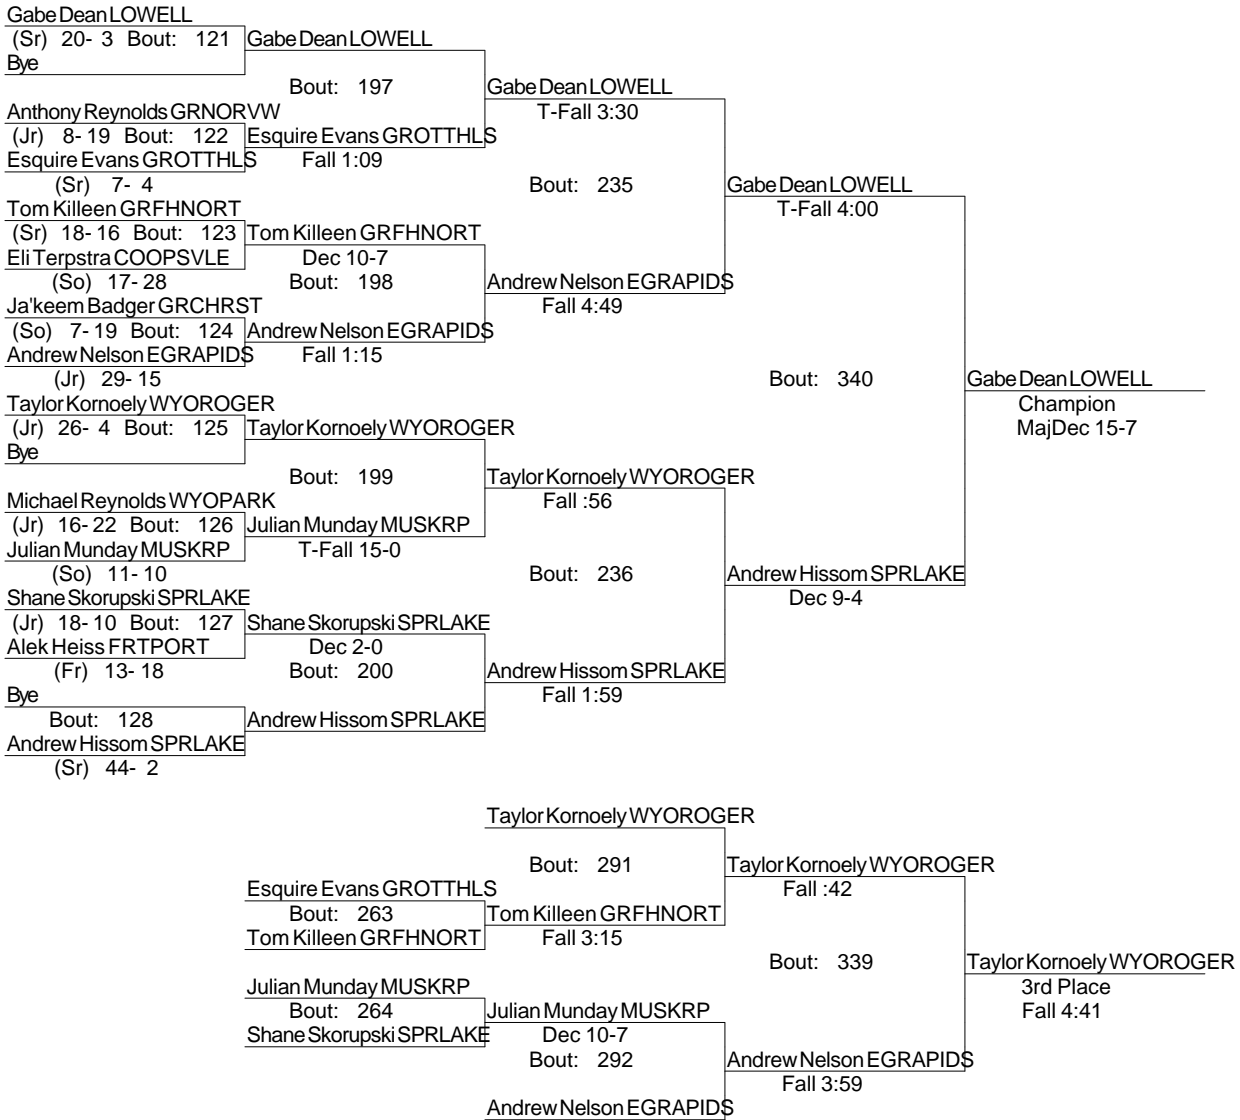 Gabe Dean LOWELL
(Sr) 20- 3 Bout: 121 Gabe Dean LOWELL
Bye
Bout: 197 Gabe Dean LOWELL
Anthony Reynolds GRNORVW T-Fall 3:30
(Jr) 8- 19 Bout: 122 Esquire Evans GROTTHLS
Esquire Evans GROTTHLS Fall 1:09
(Sr) 7- 4 Bout: 235 Gabe Dean LOWELL
Tom Killeen GRFHNORT T-Fall 4:00
(Sr) 18- 16 Bout: 123 Tom Killeen GRFHNORT
Eli Terpstra COOPSVLE Dec 10-7
(So) 17- 28 Bout: 198 Andrew Nelson EGRAPIDS
Ja'keem Badger GRCHRST Fall 4:49
(So) 7- 19 Bout: 124 Andrew Nelson EGRAPIDS
Andrew Nelson EGRAPIDS Fall 1:15
(Jr) 29- 15 Bout: 340 Gabe Dean LOWELL
Taylor Kornoely WYOROGER Champion
(Jr) 26- 4 Bout: 125 Taylor Kornoely WYOROGER MajDec 15-7
Bye
Bout: 199 Taylor Kornoely WYOROGER
Michael Reynolds WYOPARK Fall :56
(Jr) 16- 22 Bout: 126 Julian Munday MUSKRP
Julian Munday MUSKRP T-Fall 15-0
(So) 11- 10 Bout: 236 Andrew Hissom SPRLAKE
Shane Skorupski SPRLAKE Dec 9-4
(Jr) 18- 10 Bout: 127 Shane Skorupski SPRLAKE
Alek Heiss FRTPORT Dec 2-0
(Fr) 13- 18 Bout: 200 Andrew Hissom SPRLAKE
Bye Fall 1:59
Bout: 128 Andrew Hissom SPRLAKE
Andrew Hissom SPRLAKE
(Sr) 44- 2
Taylor Kornoely WYOROGER
Bout: 291 Taylor Kornoely WYOROGER
Esquire Evans GROTTHLS Fall :42
Bout: 263 Tom Killeen GRFHNORT
Tom Killeen GRFHNORT Fall 3:15
Bout: 339 Taylor Kornoely WYOROGER
Julian Munday MUSKRP 3rd Place
Bout: 264 Julian Munday MUSKRP Fall 4:41
Shane Skorupski SPRLAKE Dec 10-7
Bout: 292 Andrew Nelson EGRAPIDS
Fall 3:59
Andrew Nelson EGRAPIDS